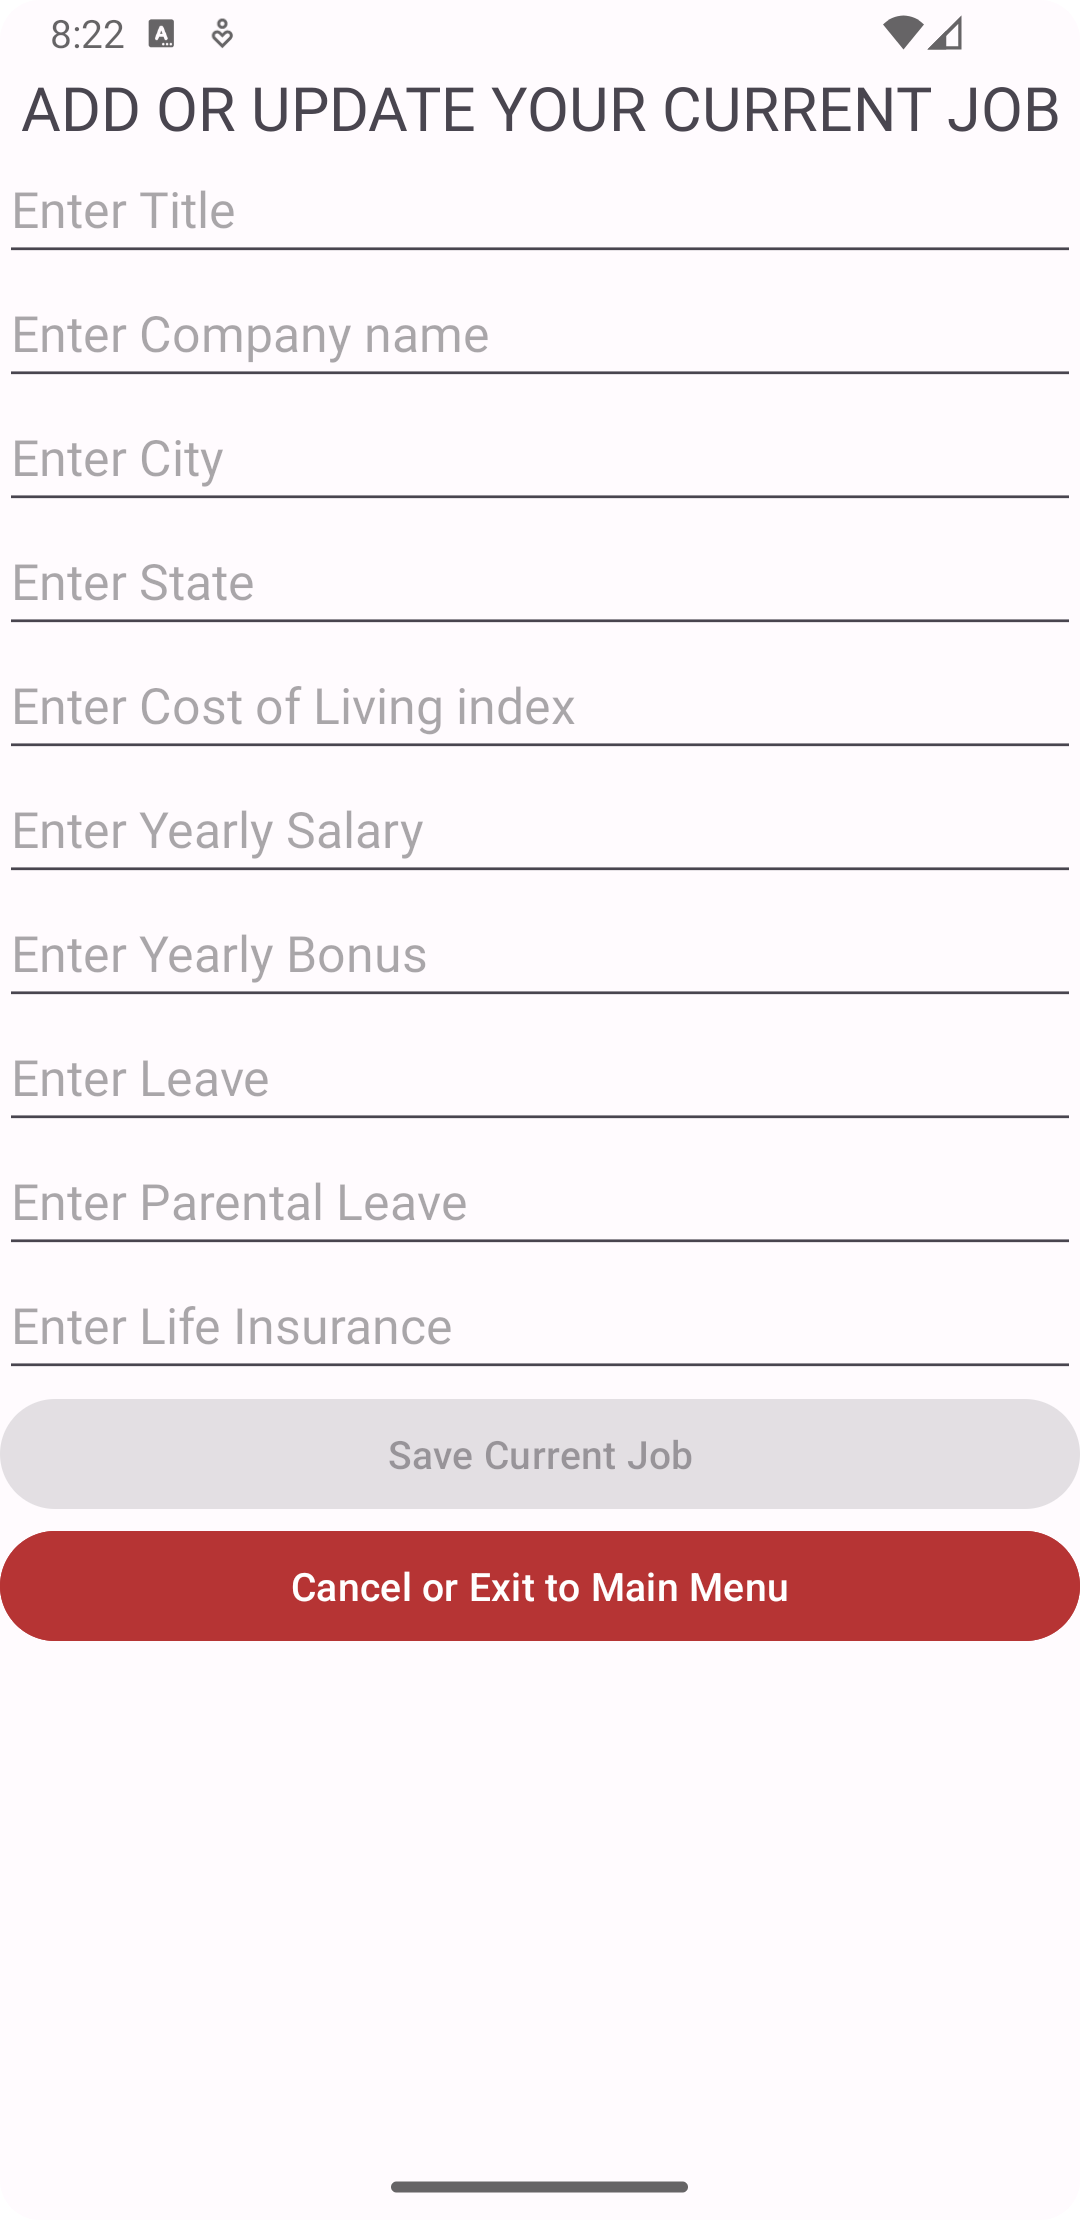 8:22
ADD OR UPDATE YOUR CURRENT JOB
Enter Title
Enter Company name
Enter City
Enter State
Enter Cost of Living index
Enter Yearly Salary
Enter Yearly Bonus
Enter Leave
Enter Parental Leave
Enter Life Insurance
Save Current Job
Cancel or Exit to Main Menu